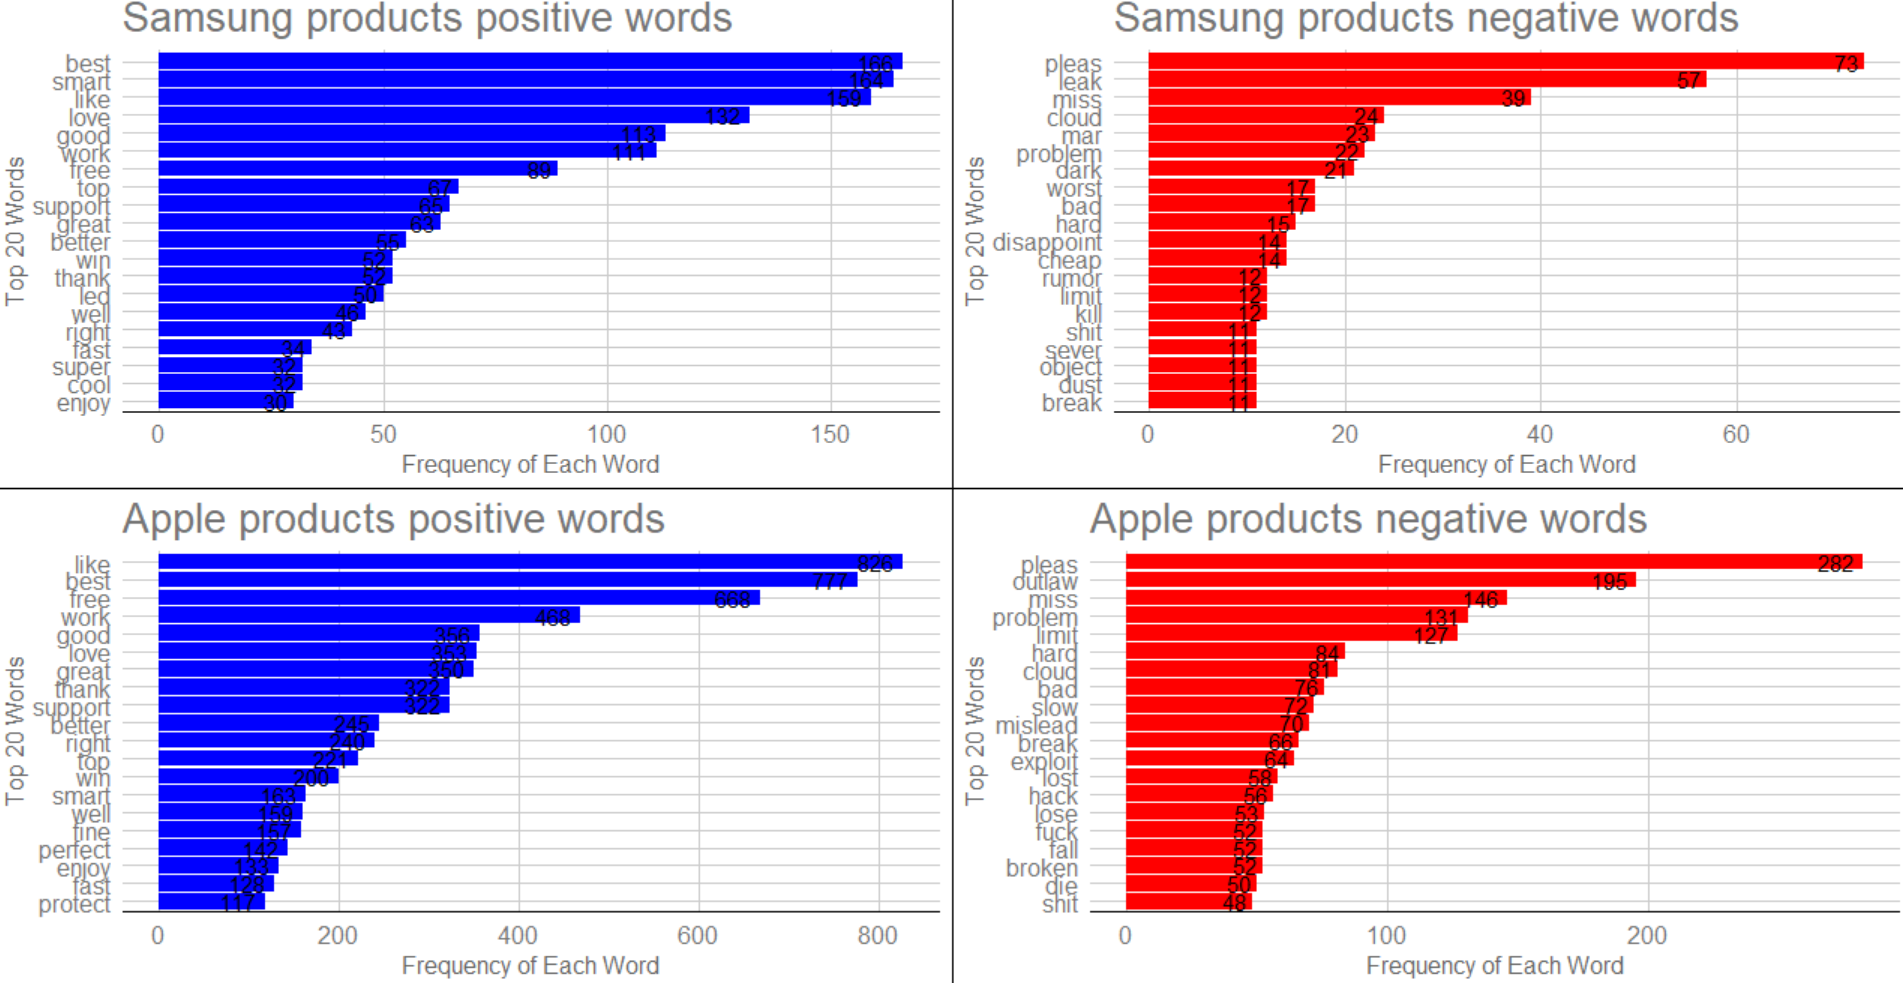 Samsung products positive words
Top 20 Words
best 166
smart 164
like 159
love 132
good 113
work 111
free 89
top 67
support 65
great 63
better 55
win 52
thank 52
led 50
well 46
right 43
fast 34
super 32
cool 32
enjoy 30
0 50 100 150
Frequency of Each Word
Samsung products negative words
Top 20 Words
pleas 73
leak 57
miss 39
cloud 24
mar 23
problem 22
dark 21
worst 17
bad 17
hard 15
disappoint 14
cheap 14
rumor 12
limit 12
kill 12
shit 11
sever 11
object 11
dust 11
break 11
0 20 40 60
Frequency of Each Word
Apple products positive words
Top 20 Words
like 826
best 777
free 668
work 468
good 356
love 353
great 350
thank 322
support 322
better 245
right 240
top 221
win 200
smart 163
well 159
fine 157
perfect 142
enjoy 133
fast 128
protect 117
0 200 400 600 800
Frequency of Each Word
Apple products negative words
Top 20 Words
pleas 282
outlaw 195
miss 146
problem 131
limit 127
hard 84
cloud 81
bad 76
slow 72
mislead 70
break 66
exploit 64
lost 58
hack 56
lose 53
fuck 52
fall 52
broken 52
die 50
shit 48
0 100 200
Frequency of Each Word